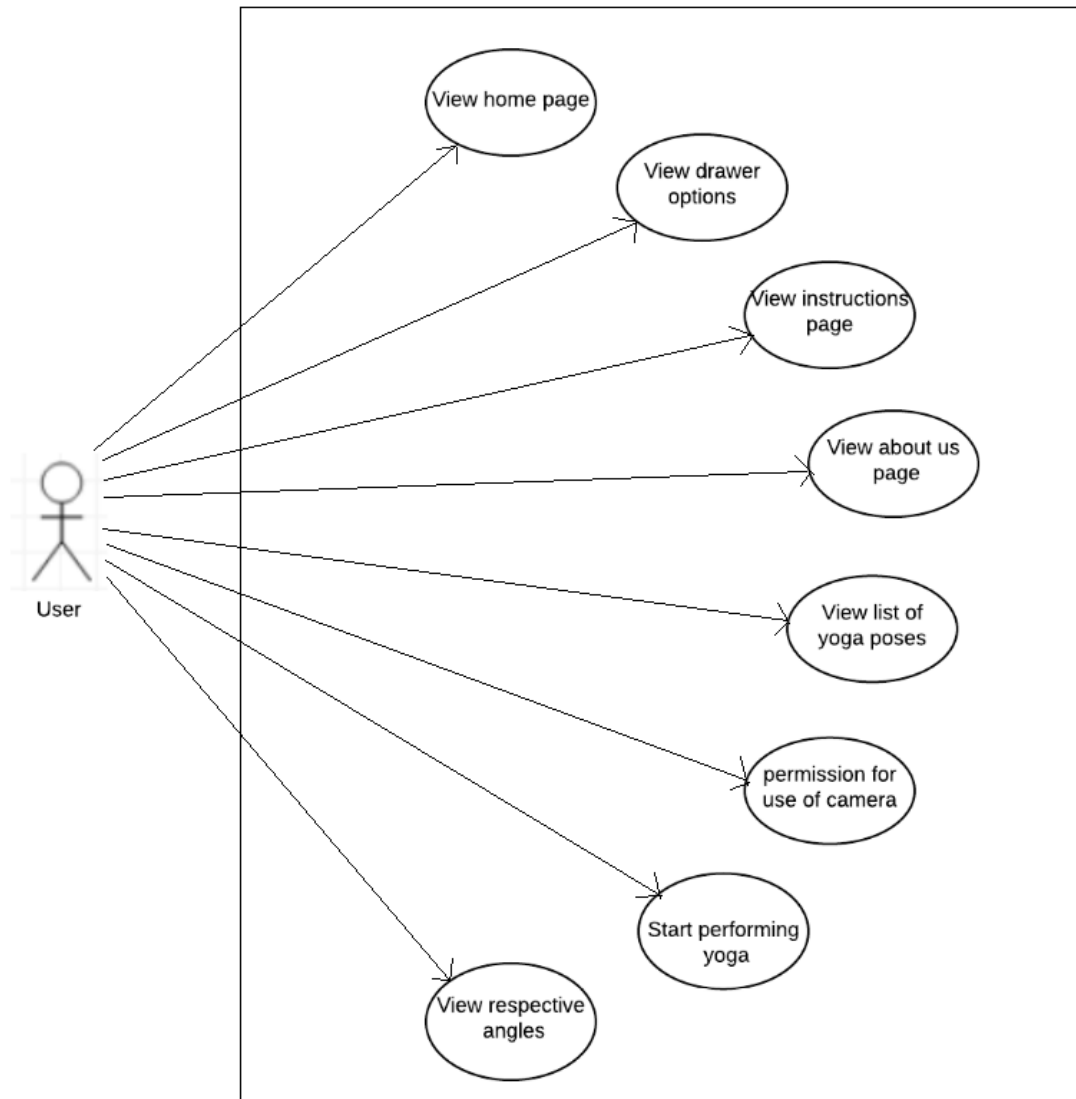 View home page
View drawer
options
View instructions
page
View about us
page
User
View list of
yoga poses
permission for
use of camera
Start performing
yoga
View respective
angles